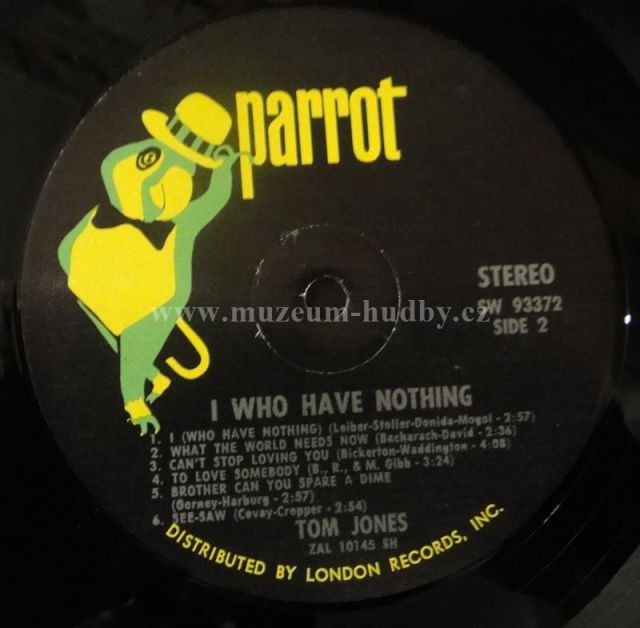 parrot
STEREO
SW 93372
SIDE 2
www.muzeum-hudby.cz
I WHO HAVE NOTHING
1. I (WHO HAVE NOTHING) (Leiber-Stoller-Donida-Mogol - 2:57)
2. WHAT THE WORLD NEEDS NOW (Bacharach-David - 2:36)
3. CAN'T STOP LOVING YOU (Bickerton-Waddington - 4:08)
4. TO LOVE SOMEBODY (B., R., & M. Gibb - 3:24)
5. BROTHER CAN YOU SPARE A DIME
(Gorney-Harburg - 2:57)
6. SEE-SAW (Covay-Cropper - 2:54)
TOM JONES
ZAL 10145 SH
DISTRIBUTED BY LONDON RECORDS, INC.